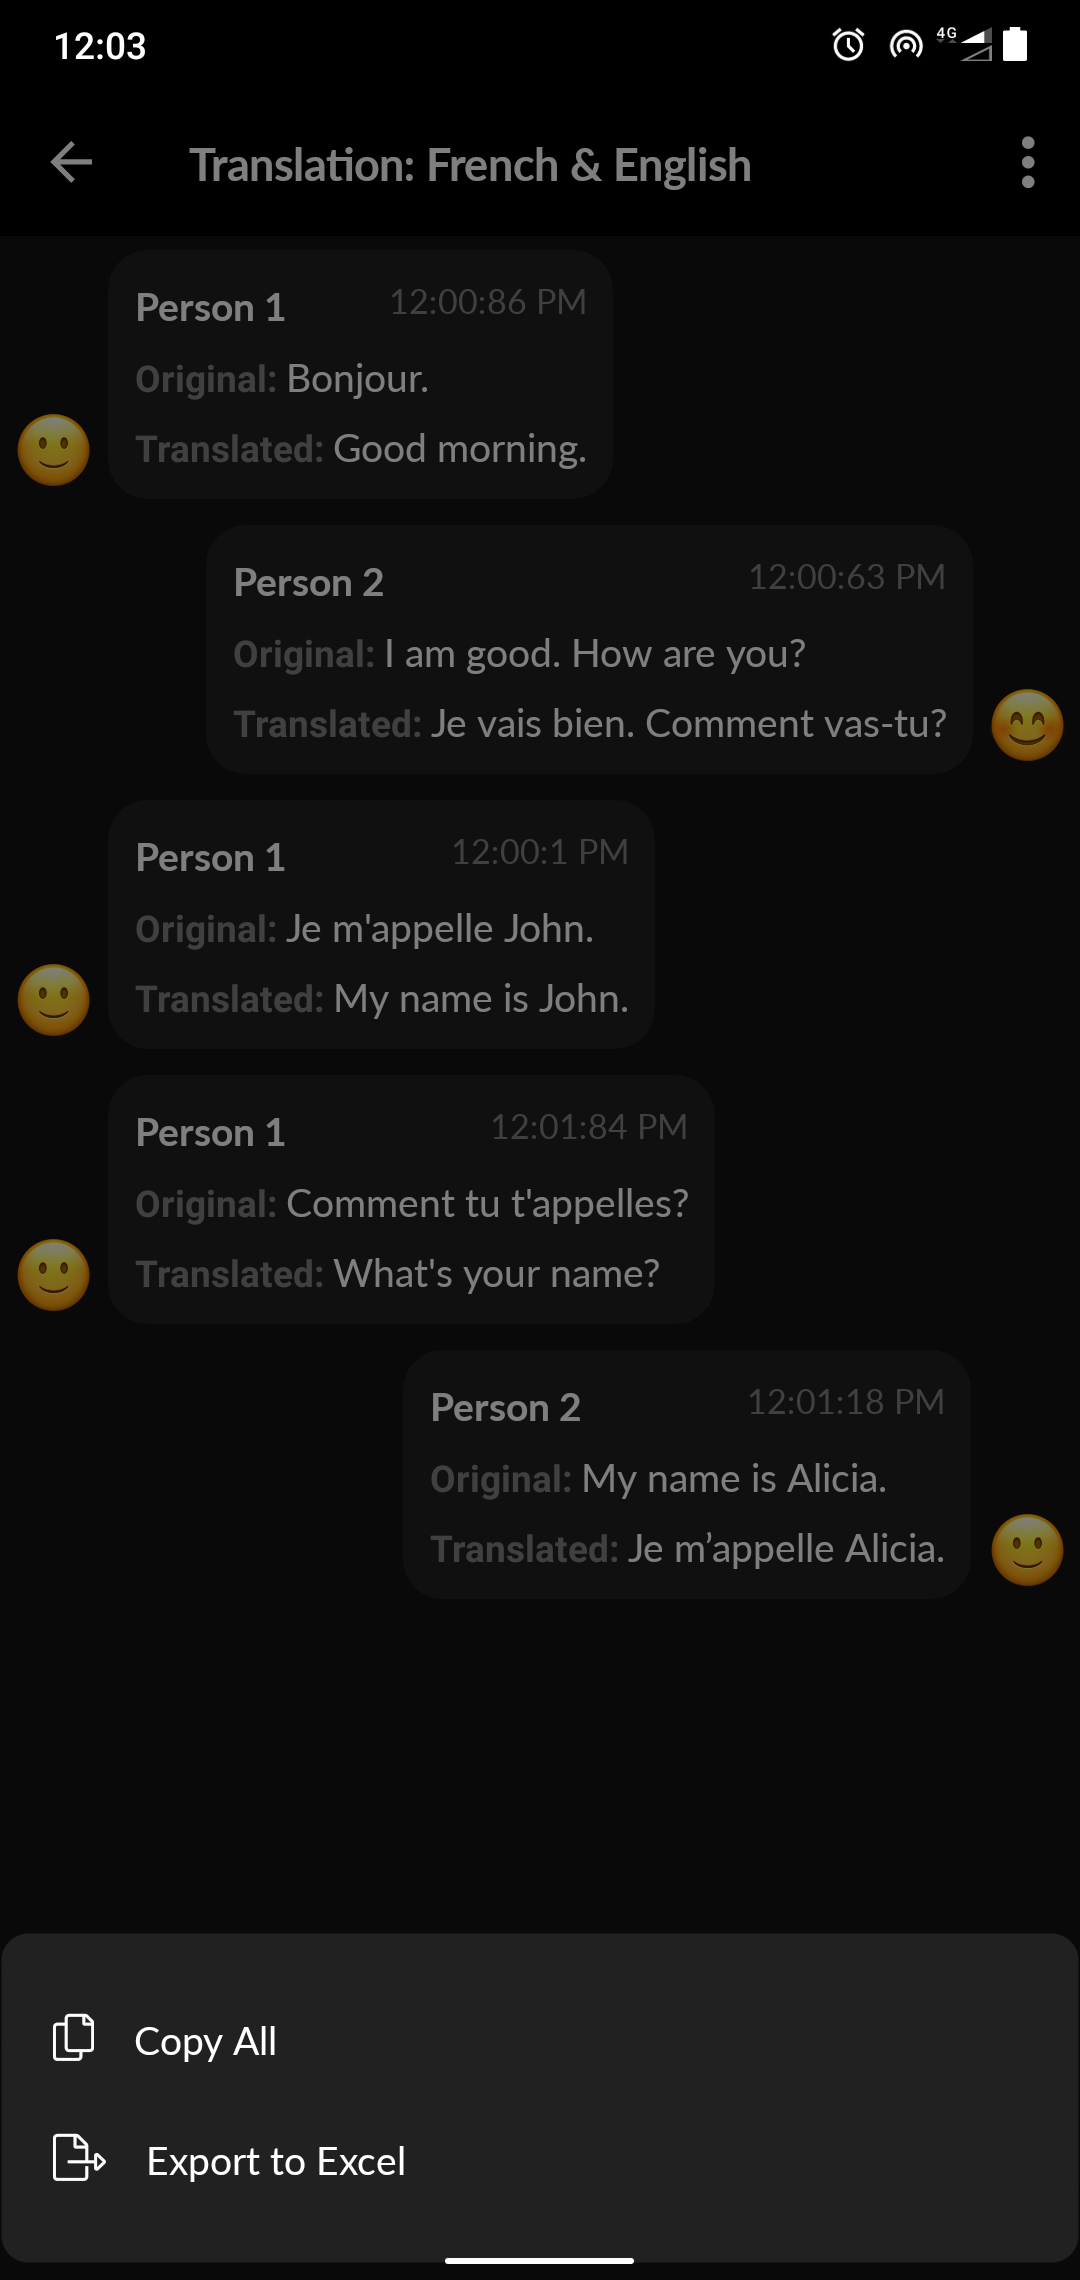 12:03
4G
Translation: French & English
Person 1 12:00:86 PM
Original: Bonjour.
Translated: Good morning.
Person 2 12:00:63 PM
Original: I am good. How are you?
Translated: Je vais bien. Comment vas-tu?
Person 1 12:00:1 PM
Original: Je m'appelle John.
Translated: My name is John.
Person 1 12:01:84 PM
Original: Comment tu t'appelles?
Translated: What's your name?
Person 2 12:01:18 PM
Original: My name is Alicia.
Translated: Je m’appelle Alicia.
Copy All
Export to Excel